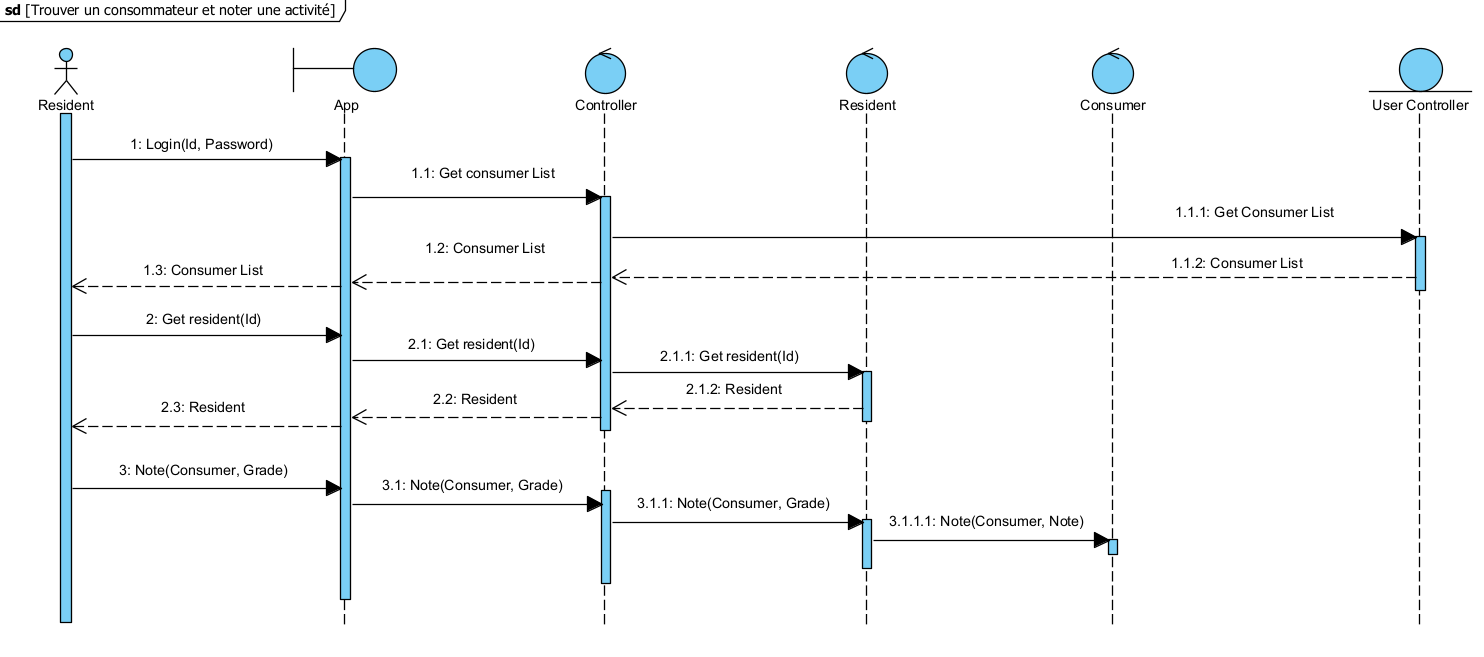 sd [Trouver un consommateur et noter une activité]
Resident
App
Controller
Resident
Consumer
User Controller
1: Login(Id, Password)
1.1: Get consumer List
1.1.1: Get Consumer List
1.2: Consumer List
1.1.2: Consumer List
1.3: Consumer List
2: Get resident(Id)
2.1: Get resident(Id)
2.1.1: Get resident(Id)
2.1.2: Resident
2.2: Resident
2.3: Resident
3: Note(Consumer, Grade)
3.1: Note(Consumer, Grade)
3.1.1: Note(Consumer, Grade)
3.1.1.1: Note(Consumer, Note)